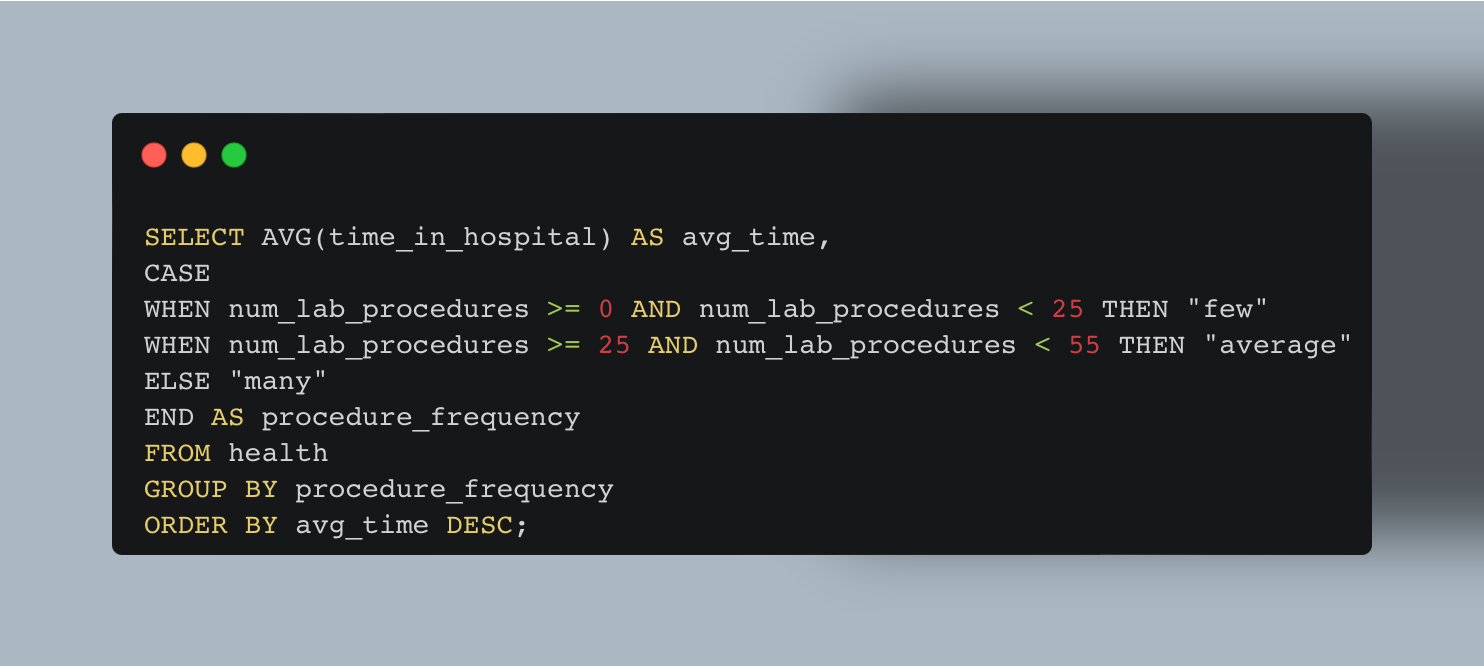 SELECT AVG(time_in_hospital) AS avg_time,
CASE
WHEN num_lab_procedures >= 0 AND num_lab_procedures < 25 THEN "few"
WHEN num_lab_procedures >= 25 AND num_lab_procedures < 55 THEN "average"
ELSE "many"
END AS procedure_frequency
FROM health
GROUP BY procedure_frequency
ORDER BY avg_time DESC;